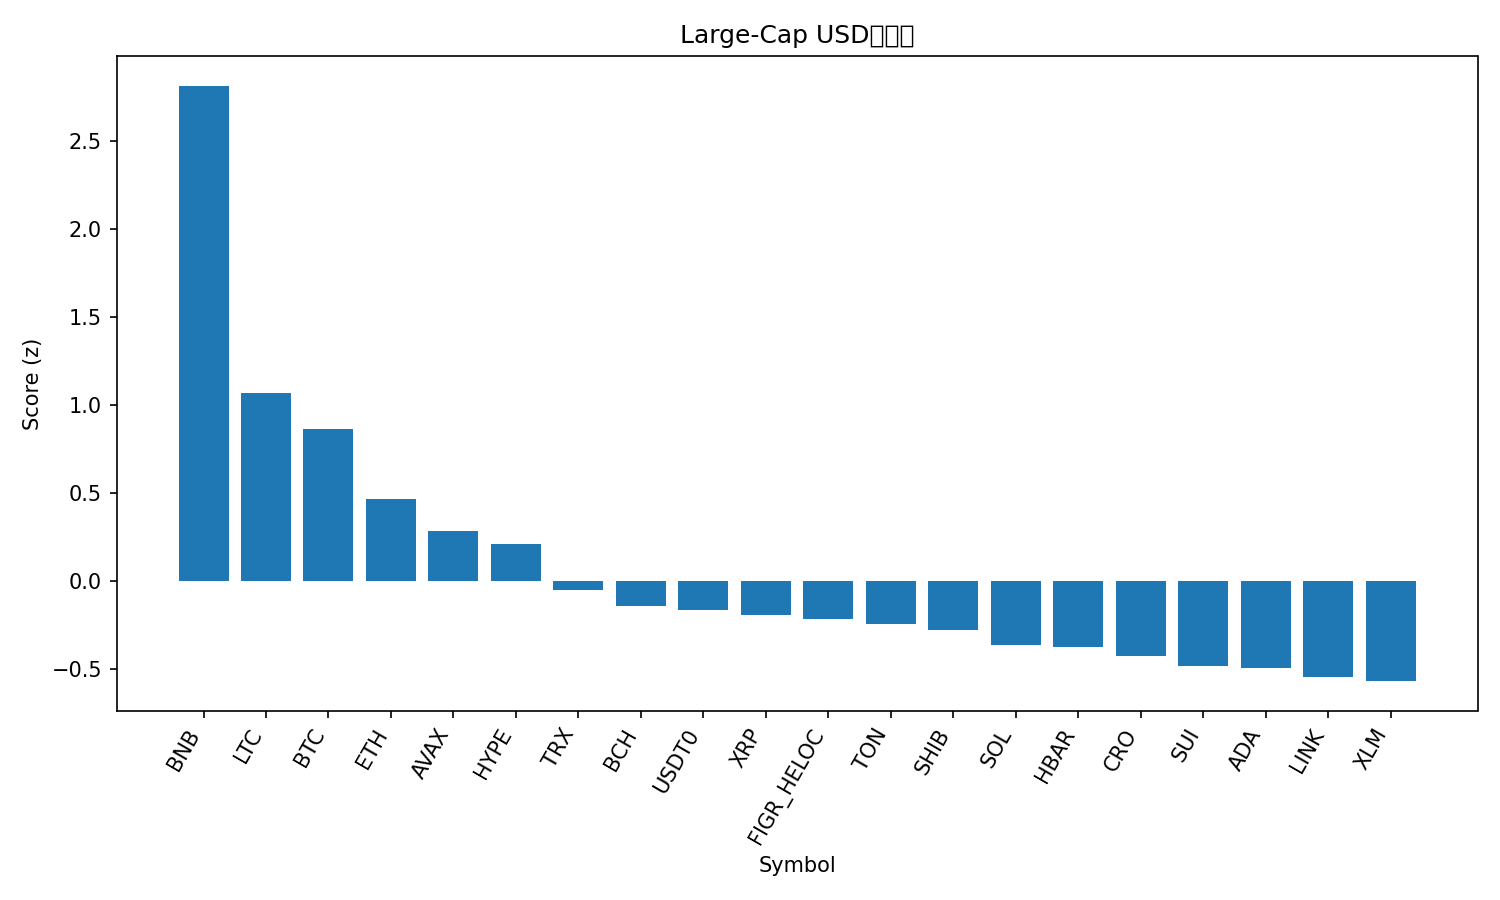 Large-Cap USD
Score (z)
2.5
2.0
1.5
1.0
0.5
0.0
−0.5
BNB
LTC
BTC
ETH
AVAX
HYPE
TRX
BCH
USDT0
XRP
FIGR_HELOC
TON
SHIB
SOL
HBAR
CRO
SUI
ADA
LINK
XLM
Symbol